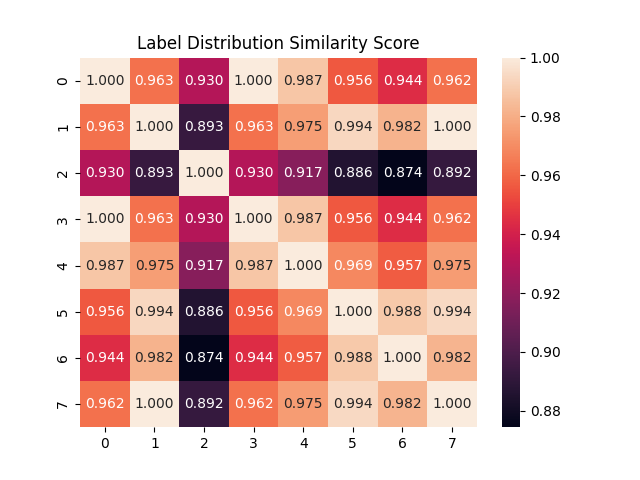 Label Distribution Similarity Score
0 1.000 0.963 0.930 1.000 0.987 0.956 0.944 0.962
1 0.963 1.000 0.893 0.963 0.975 0.994 0.982 1.000
2 0.930 0.893 1.000 0.930 0.917 0.886 0.874 0.892
3 1.000 0.963 0.930 1.000 0.987 0.956 0.944 0.962
4 0.987 0.975 0.917 0.987 1.000 0.969 0.957 0.975
5 0.956 0.994 0.886 0.956 0.969 1.000 0.988 0.994
6 0.944 0.982 0.874 0.944 0.957 0.988 1.000 0.982
7 0.962 1.000 0.892 0.962 0.975 0.994 0.982 1.000
0 1 2 3 4 5 6 7
1.00
0.98
0.96
0.94
0.92
0.90
0.88